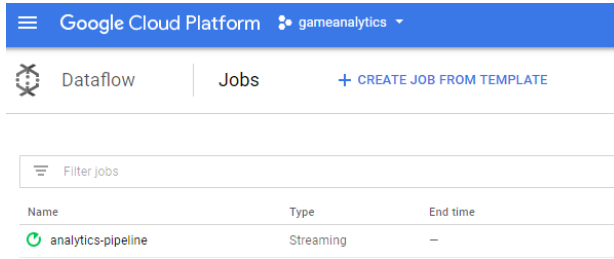 Google Cloud Platform gameanalytics
Dataflow Jobs + CREATE JOB FROM TEMPLATE
Filter jobs
Name Type End time
analytics-pipeline Streaming –